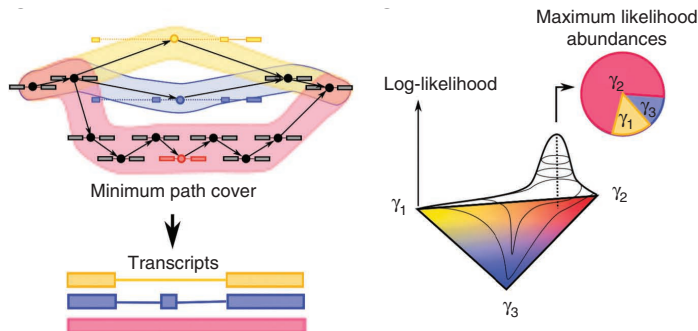 Minimum path cover
Transcripts
Maximum likelihood
abundances
Log-likelihood
γ2
γ1
γ3
γ1
γ2
γ3